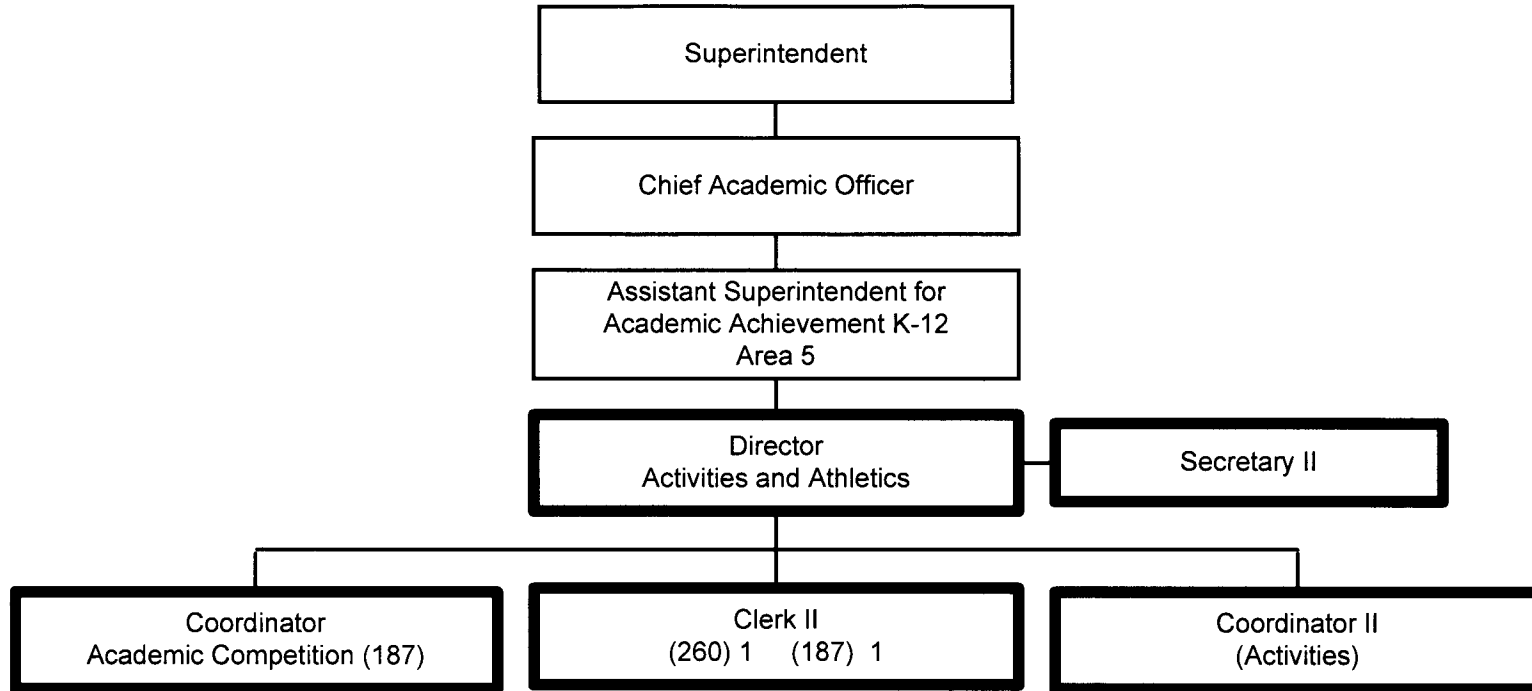 Superintendent
Chief Academic Officer
Assistant Superintendent for
Academic Achievement K-12
Area 5
Director
Activities and Athletics
Secretary II
Coordinator
Academic Competition (187)
Clerk II
(260) 1 (187) 1
Coordinator II
(Activities)